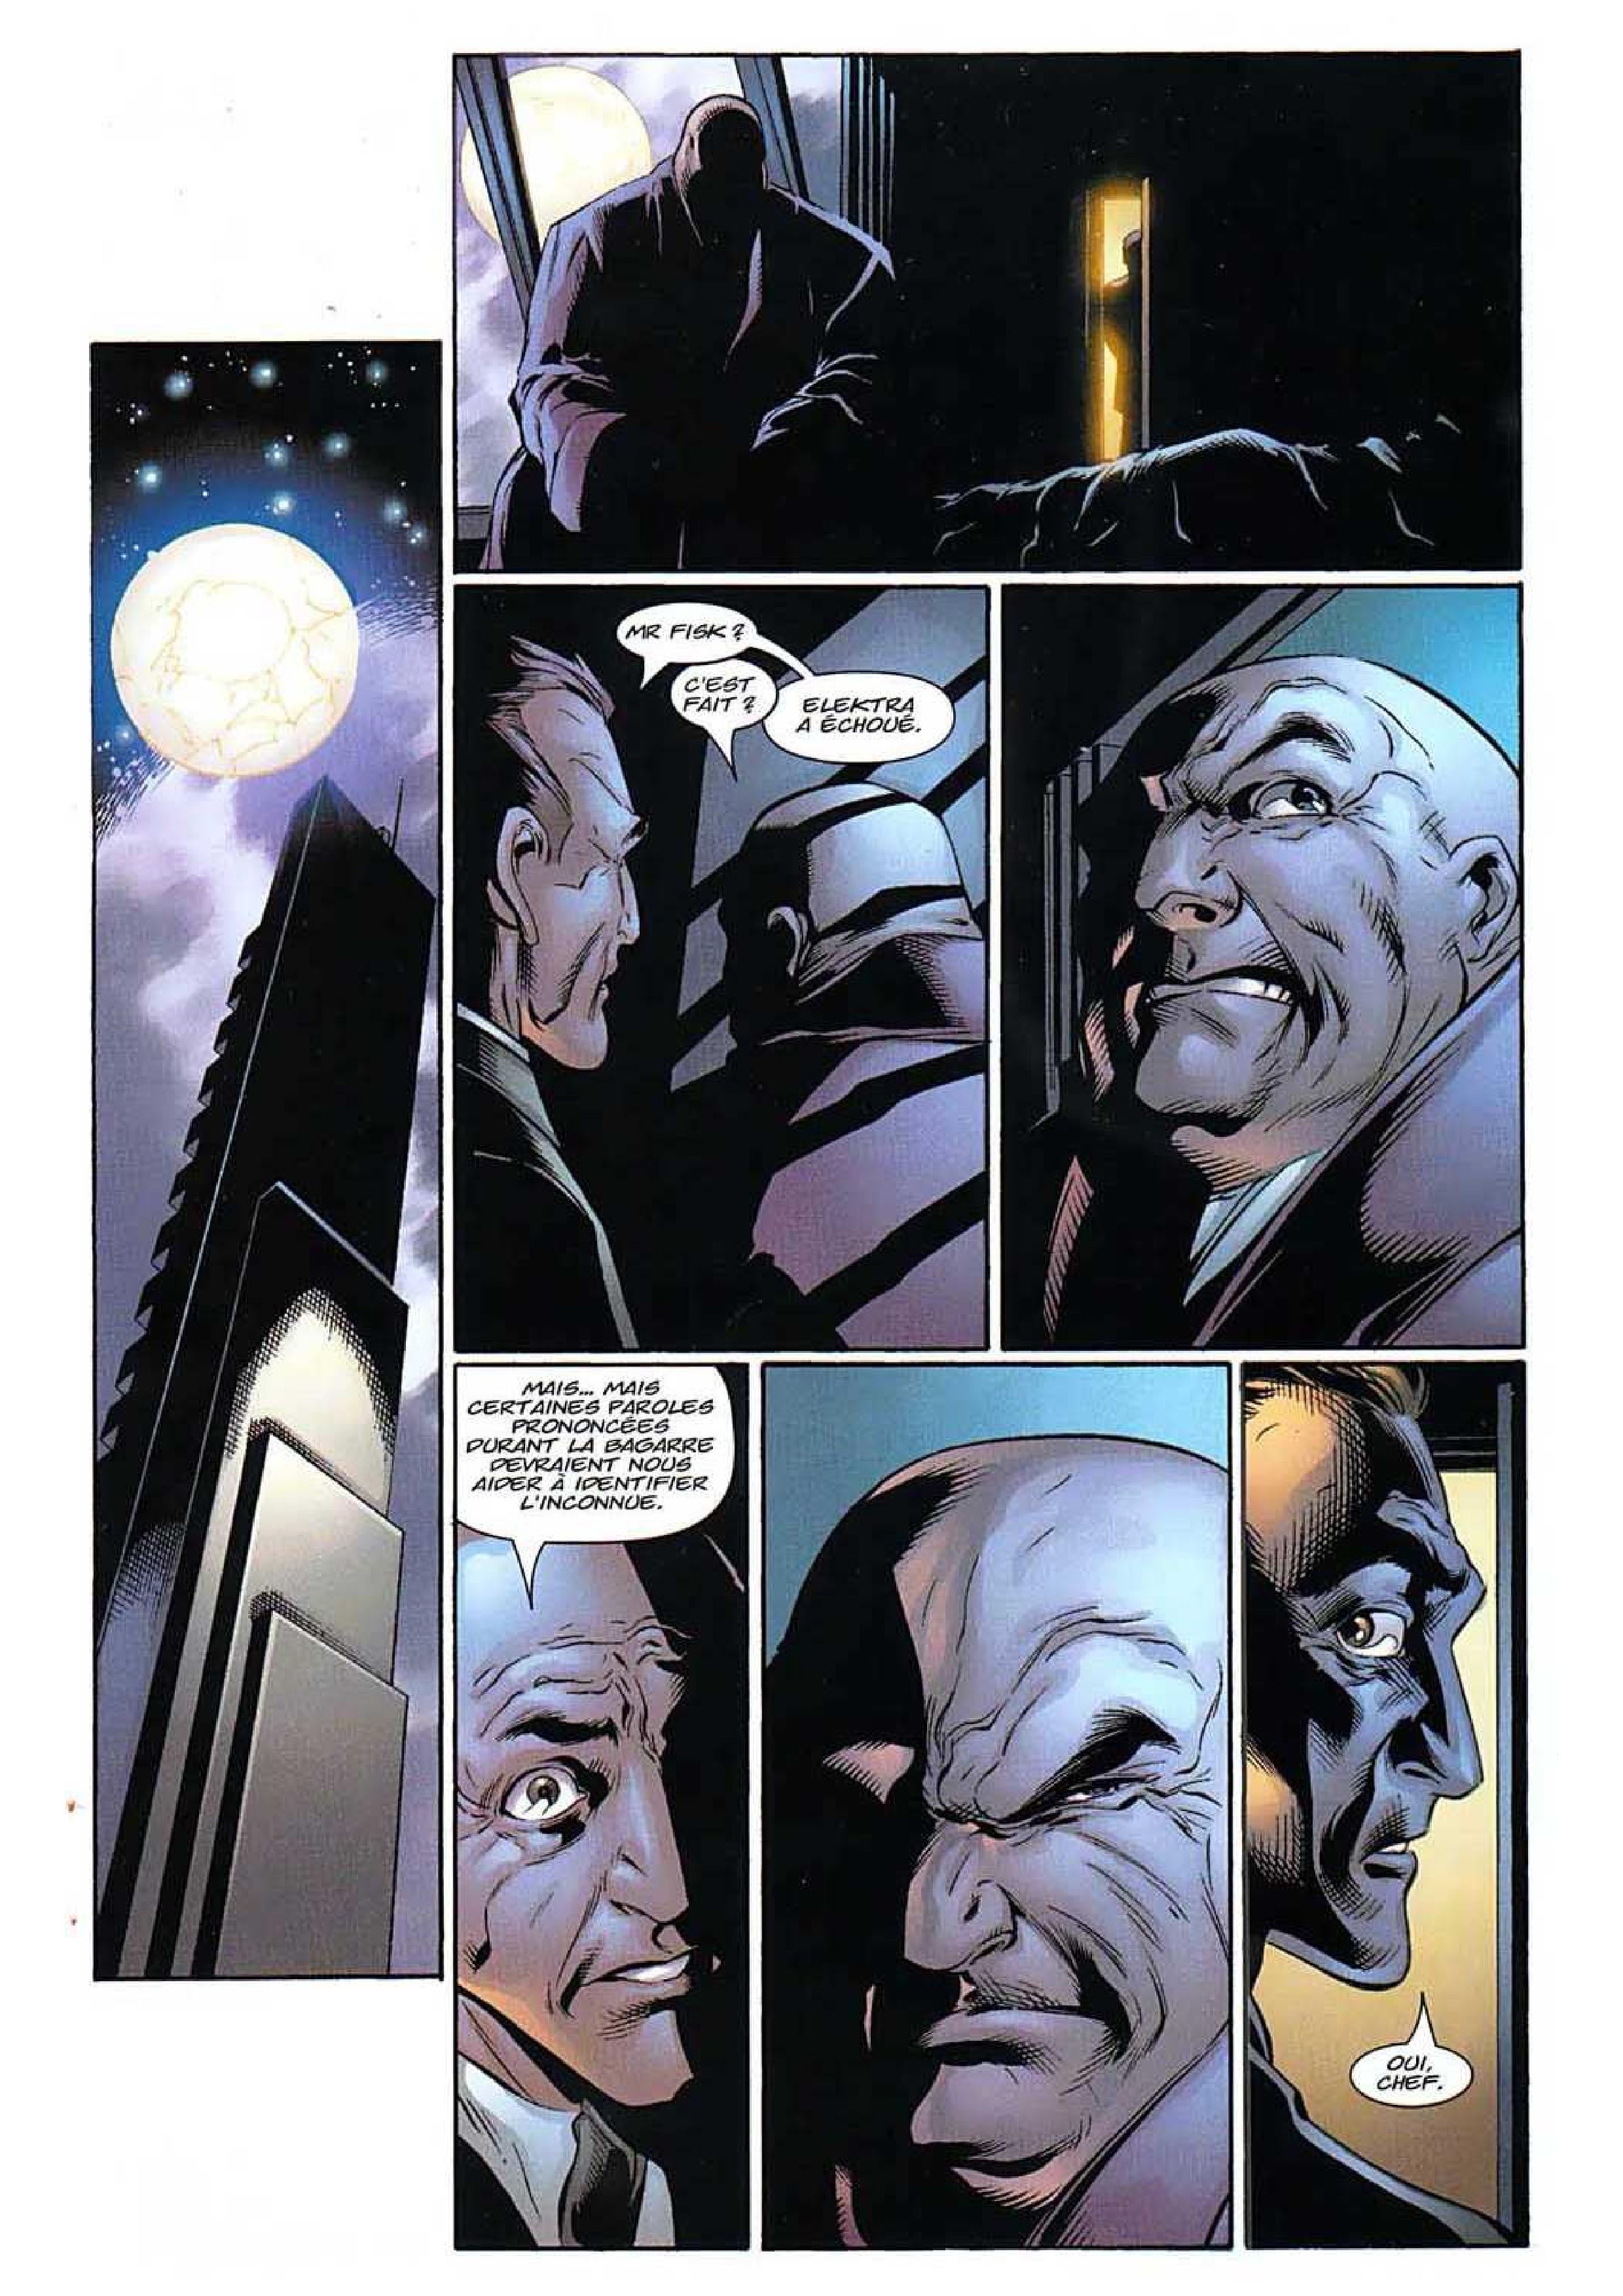 MR FISK ?
C'EST
FAIT ?
ELEKTRA
A ÉCHOUÉ.
MAIS... MAIS
CERTAINES PAROLES
PRONONCÉES
DURANT LA BAGARRE
DEVRAIENT NOUS
AIDER À IDENTIFIER
L'INCONNUE.
OUI,
CHEF.